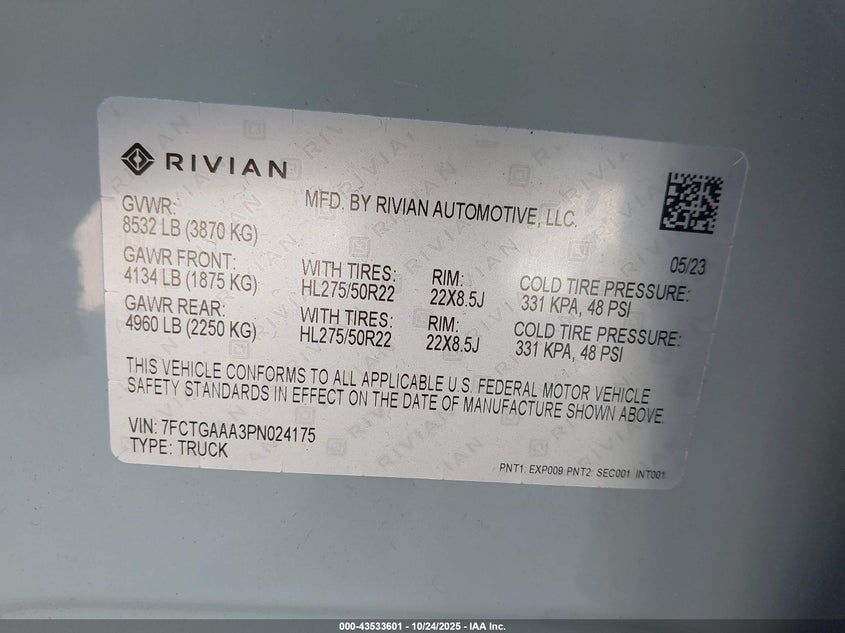 RIVIAN
MFD. BY RIVIAN AUTOMOTIVE, LLC.
GVWR:
8532 LB (3870 KG)
05/23
GAWR FRONT:
4134 LB (1875 KG)
WITH TIRES:
HL275/50R22
RIM:
22X8.5J
COLD TIRE PRESSURE:
331 KPA, 48 PSI
GAWR REAR:
4960 LB (2250 KG)
WITH TIRES:
HL275/50R22
RIM:
22X8.5J
COLD TIRE PRESSURE:
331 KPA, 48 PSI
THIS VEHICLE CONFORMS TO ALL APPLICABLE U.S. FEDERAL MOTOR VEHICLE
SAFETY STANDARDS IN EFFECT ON THE DATE OF MANUFACTURE SHOWN ABOVE.
VIN: 7FCTGAAA3PN024175
TYPE: TRUCK
PNT1: EXP009 PNT2: SEC001 INT001
000-43533601 - 10/24/2025 - IAA Inc.